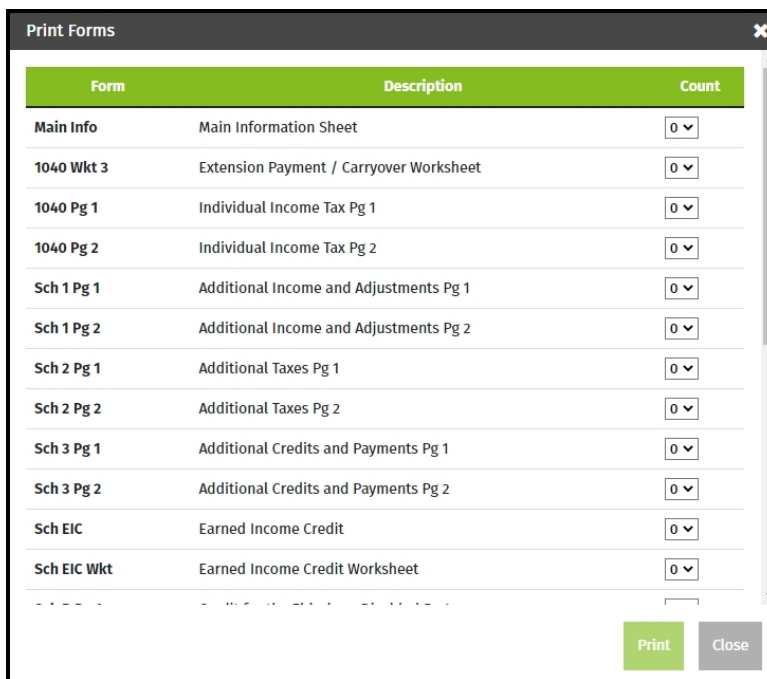 Print Forms
Form Description Count
Main Info Main Information Sheet 0
1040 Wkt 3 Extension Payment / Carryover Worksheet 0
1040 Pg 1 Individual Income Tax Pg 1 0
1040 Pg 2 Individual Income Tax Pg 2 0
Sch 1 Pg 1 Additional Income and Adjustments Pg 1 0
Sch 1 Pg 2 Additional Income and Adjustments Pg 2 0
Sch 2 Pg 1 Additional Taxes Pg 1 0
Sch 2 Pg 2 Additional Taxes Pg 2 0
Sch 3 Pg 1 Additional Credits and Payments Pg 1 0
Sch 3 Pg 2 Additional Credits and Payments Pg 2 0
Sch EIC Earned Income Credit 0
Sch EIC Wkt Earned Income Credit Worksheet 0
Print Close